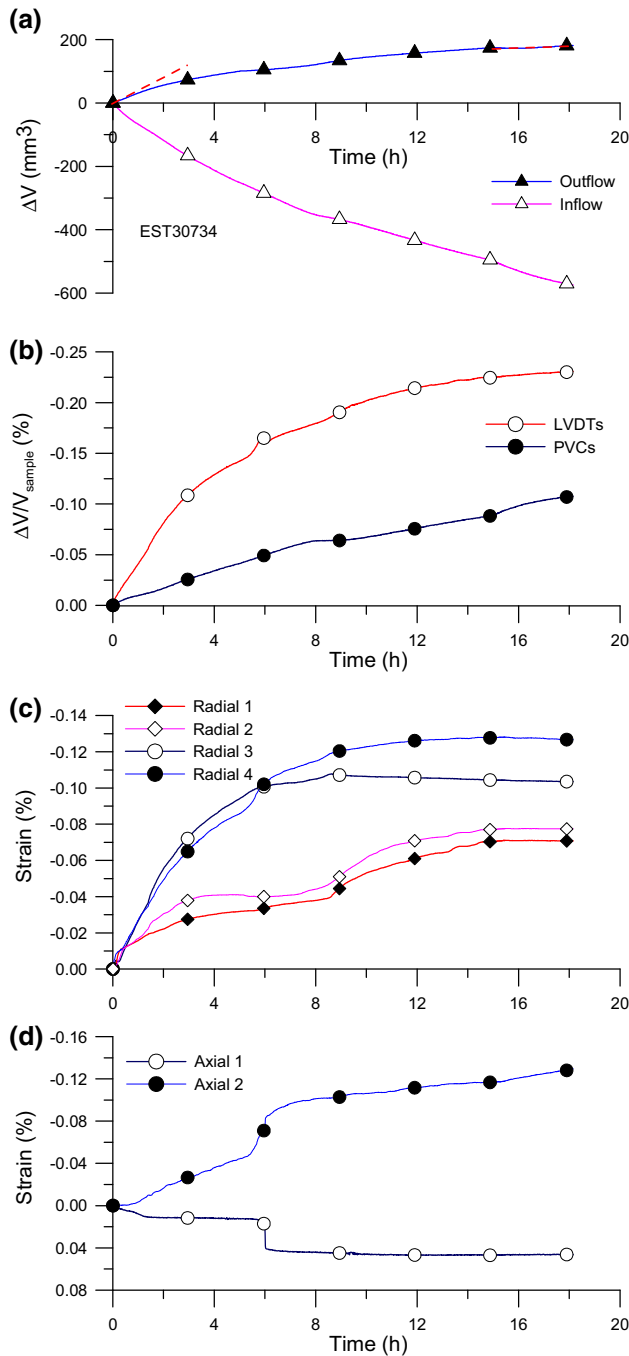 (a)
200
0
-200
-400
-600
ΔV (mm3)
0 4 8 12 16 20
Time (h)
Outflow
Inflow
EST30734
(b)
-0.25
-0.20
-0.15
-0.10
-0.05
0.00
ΔV/Vsample (%)
LVDTs
PVCs
0 4 8 12 16 20
Time (h)
(c)
Radial 1
Radial 2
Radial 3
Radial 4
-0.14
-0.12
-0.10
-0.08
-0.06
-0.04
-0.02
0.00
Strain (%)
0 4 8 12 16 20
(d)
Axial 1
Axial 2
-0.16
-0.12
-0.08
-0.04
0.00
0.04
0.08
Strain (%)
0 4 8 12 16 20
Time (h)